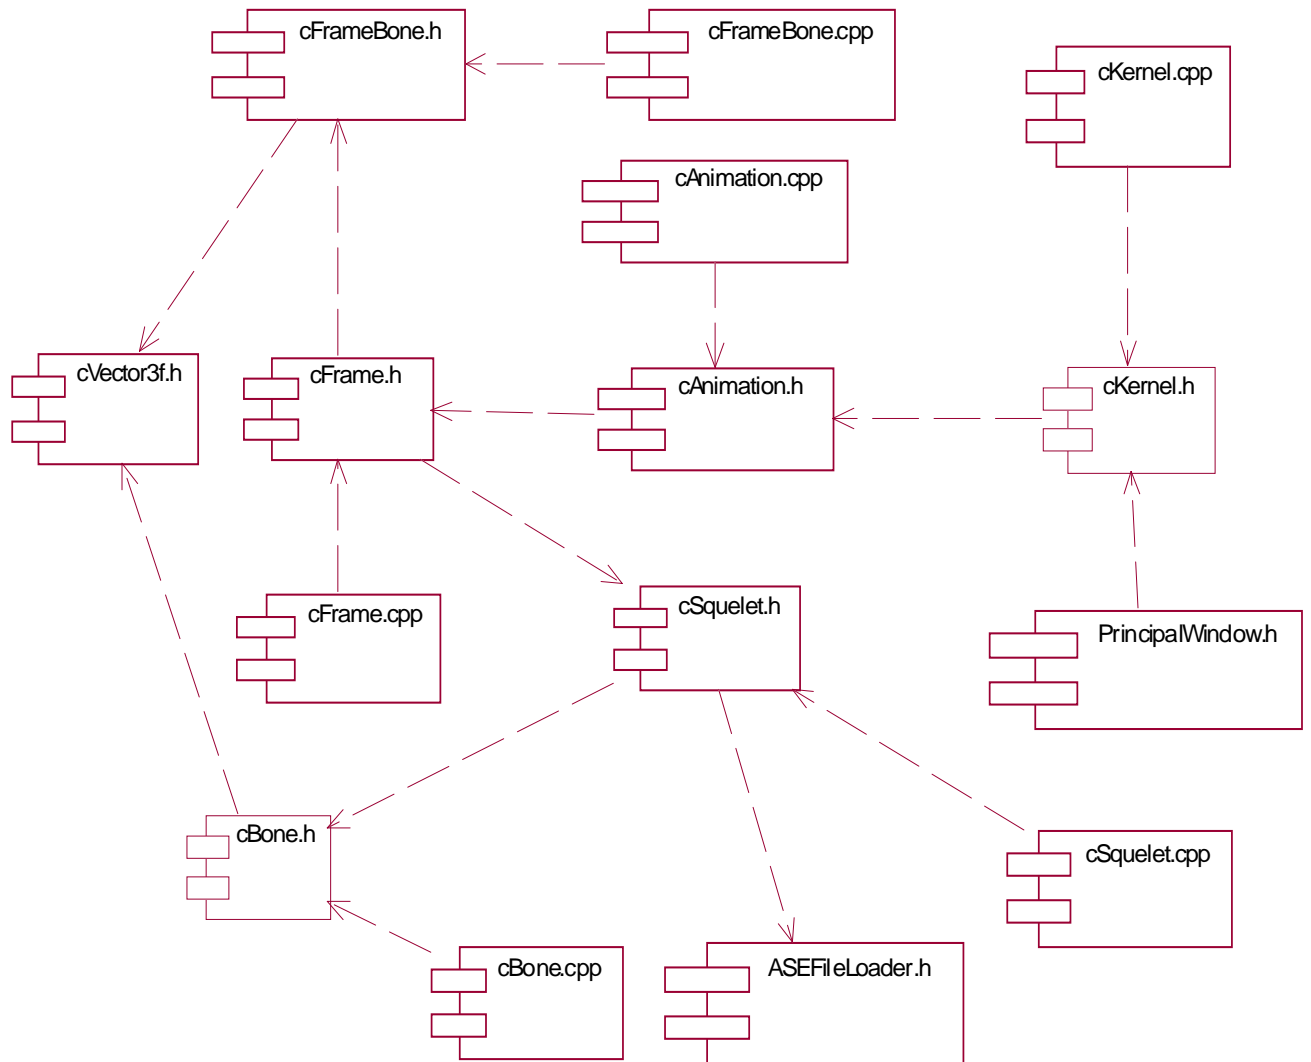 cFrameBone.h
cFrameBone.cpp
cKernel.cpp
cAnimation.cpp
cVector3f.h
cFrame.h
cAnimation.h
cKernel.h
cFrame.cpp
cSquelet.h
PrincipalWindow.h
cBone.h
cSquelet.cpp
cBone.cpp
ASEFileLoader.h